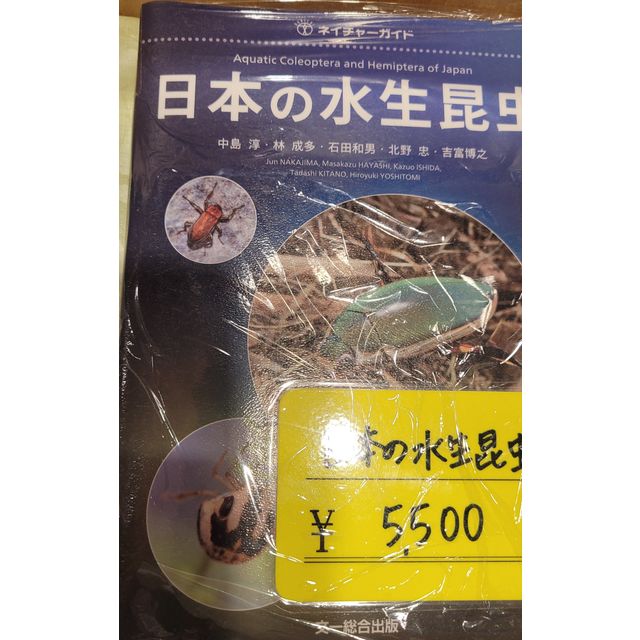 ネイチャーガイド
Aquatic Coleoptera and Hemiptera of Japan
日本の水生昆虫
中島 淳・林 成多・石田和男・北野 忠・吉富博之
Jun NAKAJIMA, Masakazu HAYASHI, Kazuo ISHIDA,
Tadashi KITANO, Hiroyuki YOSHITOMI
日本の水生昆虫
¥ 5,500
文一総合出版